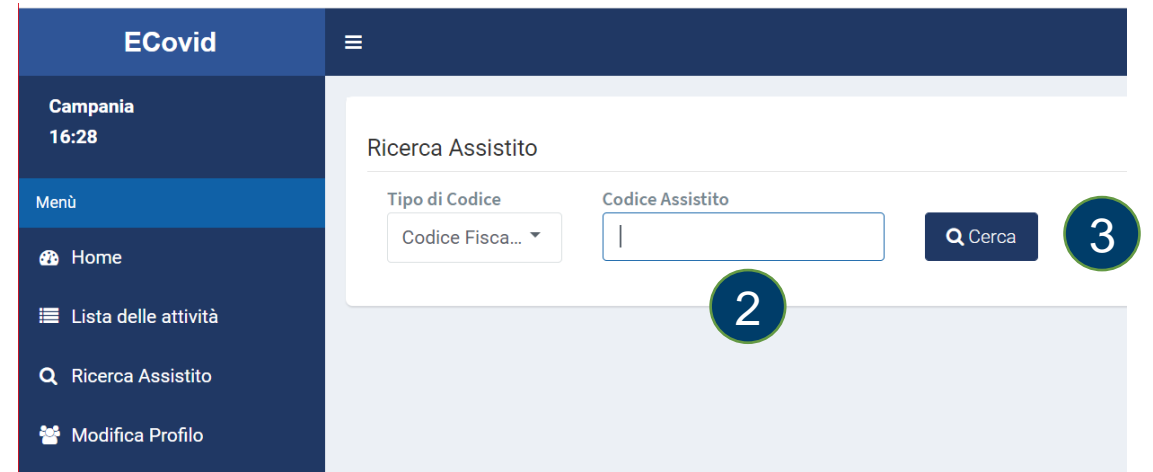 ECovid
Campania
16:28
Menù
Home
Lista delle attività
Ricerca Assistito
Modifica Profilo
Ricerca Assistito
Tipo di Codice
Codice Assistito
Codice Fisca...
Cerca
3
2